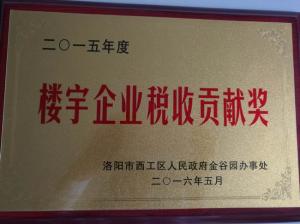 二〇一五年度
楼宇企业税收贡献奖
洛阳市西工区人民政府金谷园办事处
二〇一六年五月